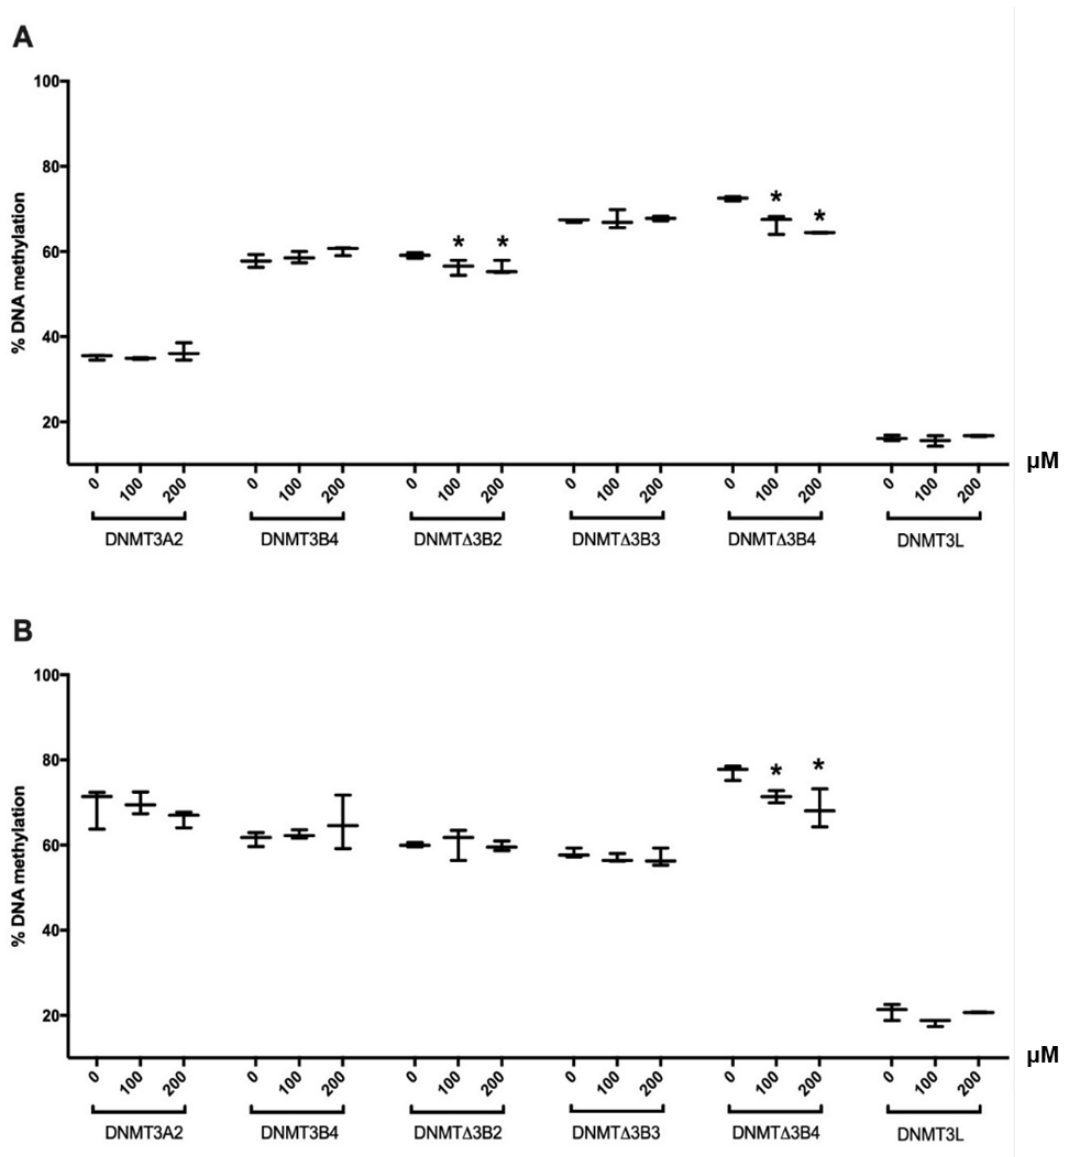 A
100
80
60
40
20
% DNA methylation
* * * *
0 100 200 0 100 200 0 100 200 0 100 200 0 100 200 0 100 200
µM
DNMT3A2 DNMT3B4 DNMTΔ3B2 DNMTΔ3B3 DNMTΔ3B4 DNMT3L
B
100
80
60
40
20
% DNA methylation
* *
0 100 200 0 100 200 0 100 200 0 100 200 0 100 200 0 100 200
µM
DNMT3A2 DNMT3B4 DNMTΔ3B2 DNMTΔ3B3 DNMTΔ3B4 DNMT3L